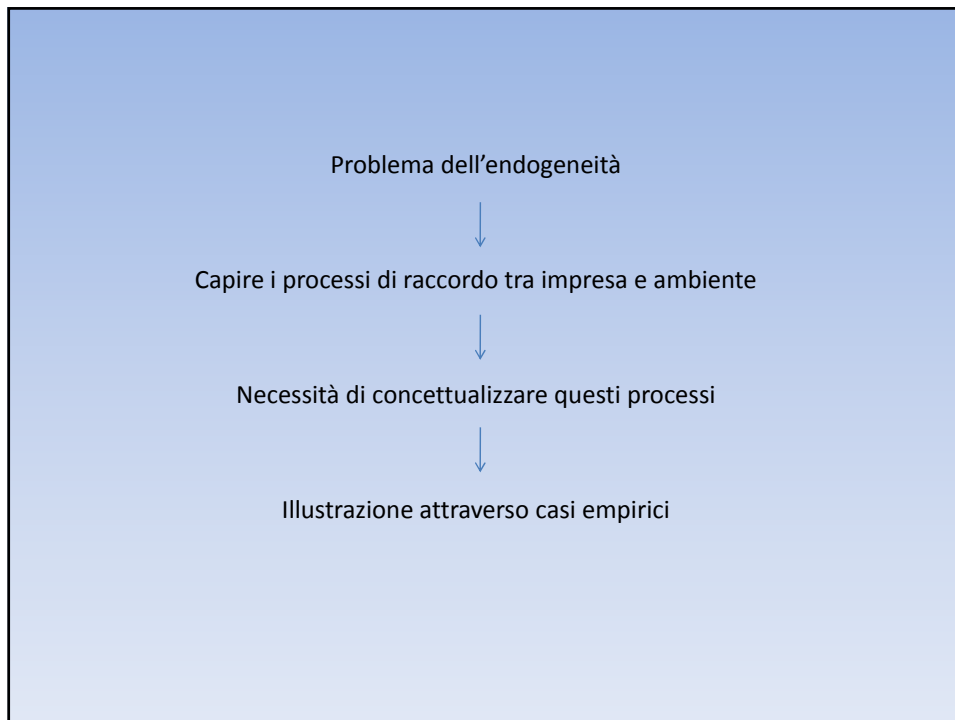 Problema dell’endogeneità
Capire i processi di raccordo tra impresa e ambiente
Necessità di concettualizzare questi processi
Illustrazione attraverso casi empirici